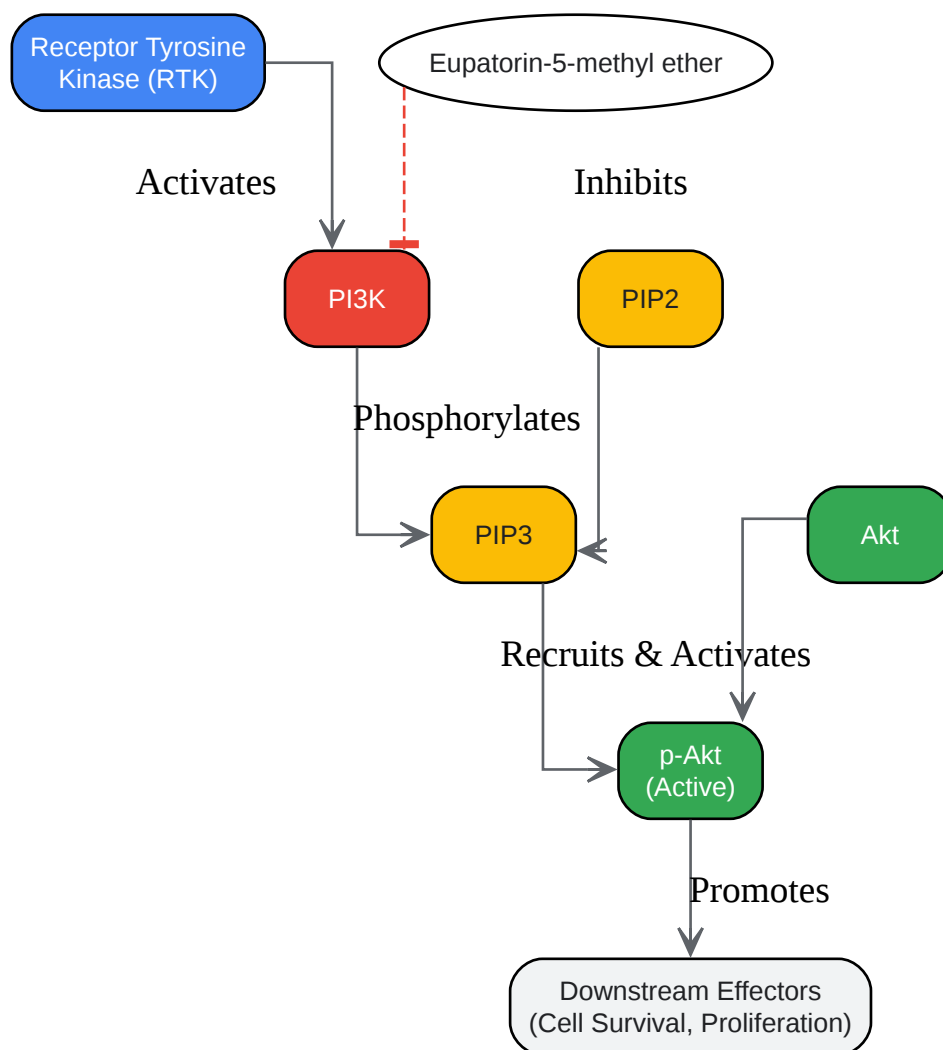 Receptor Tyrosine
Kinase (RTK)
Eupatorin-5-methyl ether
Activates
Inhibits
PI3K
PIP2
Phosphorylates
PIP3
Akt
Recruits & Activates
p-Akt
(Active)
Promotes
Downstream Effectors
(Cell Survival, Proliferation)